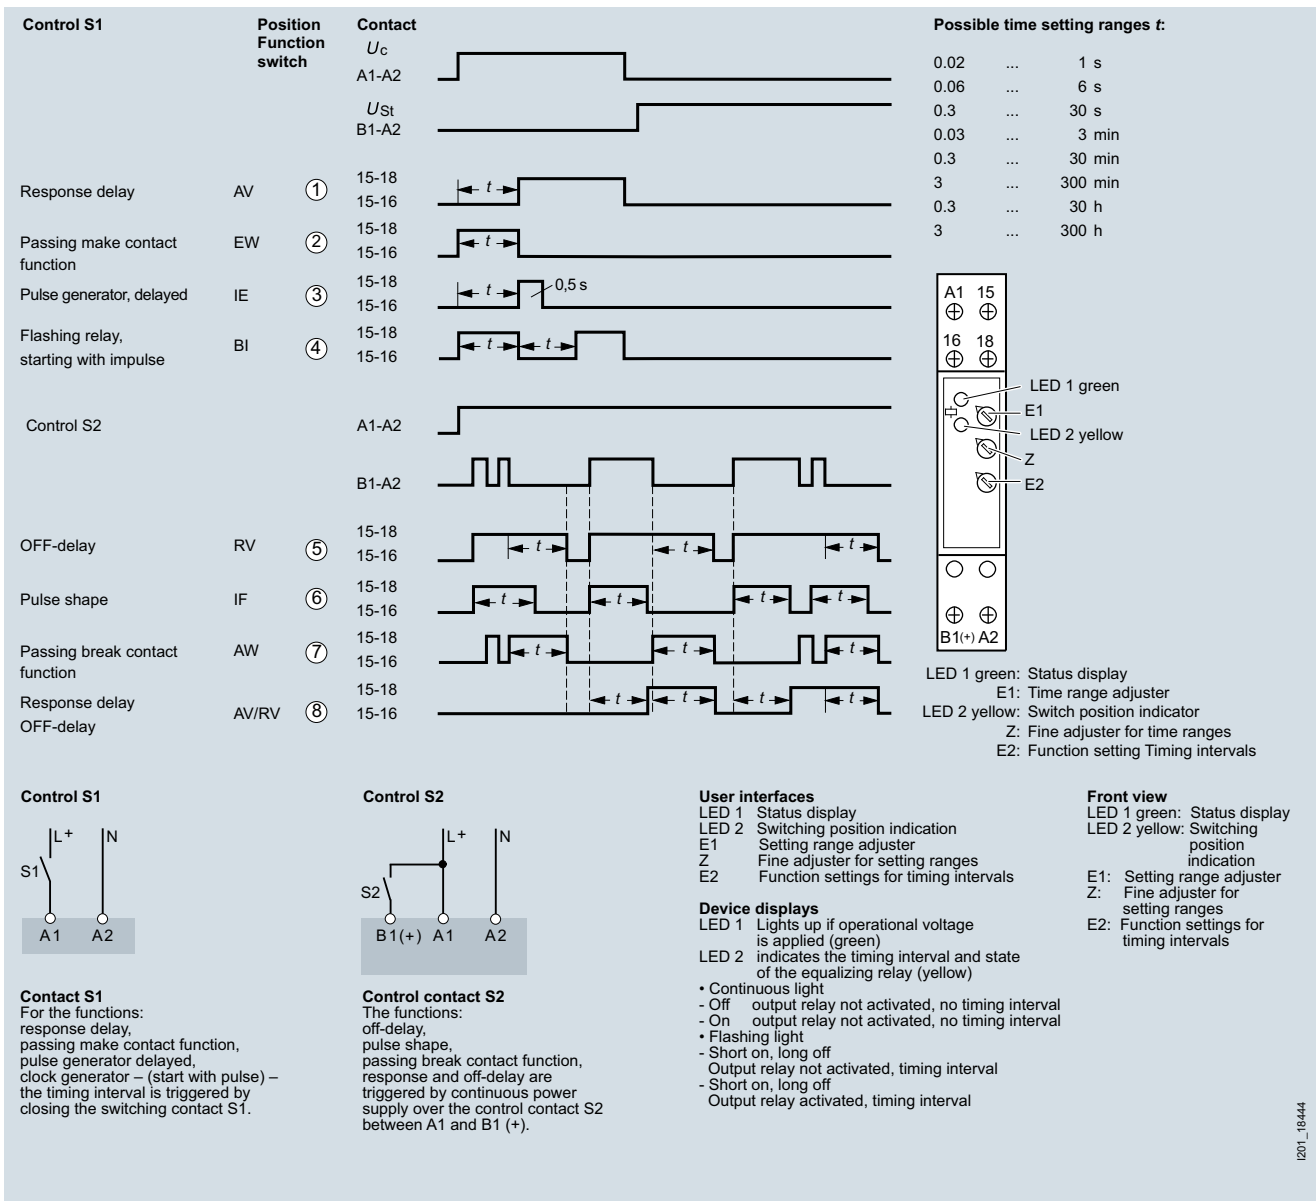 Control S1
Position
Function
switch
Contact
Uc
A1-A2
USt
B1-A2
Response delay
AV
1
15-18
15-16
t
Passing make contact
function
EW
2
15-18
15-16
t
Pulse generator, delayed
IE
3
15-18
15-16
t
0,5 s
Flashing relay,
starting with impulse
BI
4
15-18
15-16
t t
Control S2
A1-A2
B1-A2
OFF-delay
RV
5
15-18
15-16
t t t
Pulse shape
IF
6
15-18
15-16
t t t t
Passing break contact
function
AW
7
15-18
15-16
t t t
Response delay
OFF-delay
AV/RV
8
15-18
15-16
t t t t
Possible time setting ranges t:
0.02 ... 1 s
0.06 ... 6 s
0.3 ... 30 s
0.03 ... 3 min
0.3 ... 30 min
3 ... 300 min
0.3 ... 30 h
3 ... 300 h
A1 15
16 18
LED 1 green
E1
LED 2 yellow
Z
E2
B1(+) A2
LED 1 green: Status display
E1: Time range adjuster
LED 2 yellow: Switch position indicator
Z: Fine adjuster for time ranges
E2: Function setting Timing intervals
Control S1
L+ N
S1
A1 A2
Contact S1
For the functions:
response delay,
passing make contact function,
pulse generator delayed,
clock generator – (start with pulse) –
the timing interval is triggered by
closing the switching contact S1.
Control S2
L+ N
S2
B1(+) A1 A2
Control contact S2
The functions:
off-delay,
pulse shape,
passing break contact function,
response and off-delay are
triggered by continuous power
supply over the control contact S2
between A1 and B1 (+).
User interfaces
LED 1 Status display
LED 2 Switching position indication
E1 Setting range adjuster
Z Fine adjuster for setting ranges
E2 Function settings for timing intervals
Device displays
LED 1 Lights up if operational voltage
is applied (green)
LED 2 indicates the timing interval and state
of the equalizing relay (yellow)
• Continuous light
- Off output relay not activated, no timing interval
- On output relay not activated, no timing interval
• Flashing light
- Short on, long off
Output relay not activated, timing interval
- Short on, long off
Output relay activated, timing interval
Front view
LED 1 green: Status display
LED 2 yellow: Switching
position
indication
E1: Setting range adjuster
Z: Fine adjuster for
setting ranges
E2: Function settings for
timing intervals
I201_18444